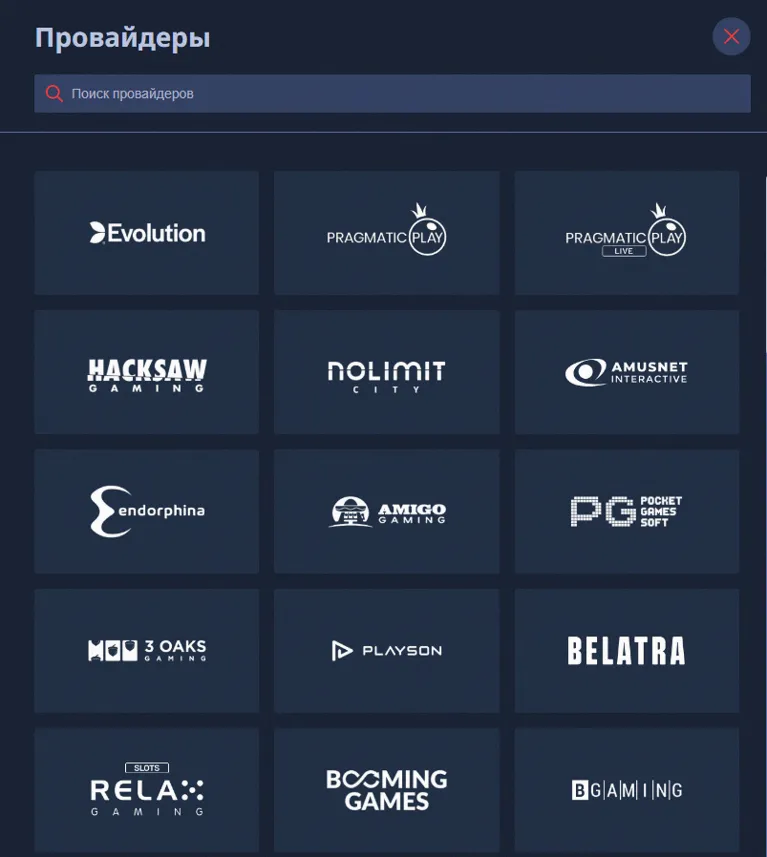 Провайдеры
Поиск провайдеров
Evolution
PRAGMATIC PLAY
PRAGMATIC PLAY
LIVE
HACKSAW
GAMING
NOLIMIT
CITY
AMUSNET
INTERACTIVE
endorphina
AMIGO
GAMING
PG
POCKET
GAMES
SOFT
3 OAKS
GAMING
PLAYSON
BELATRA
SLOTS
RELAX
GAMING
BOOMING
GAMES
BGAMING